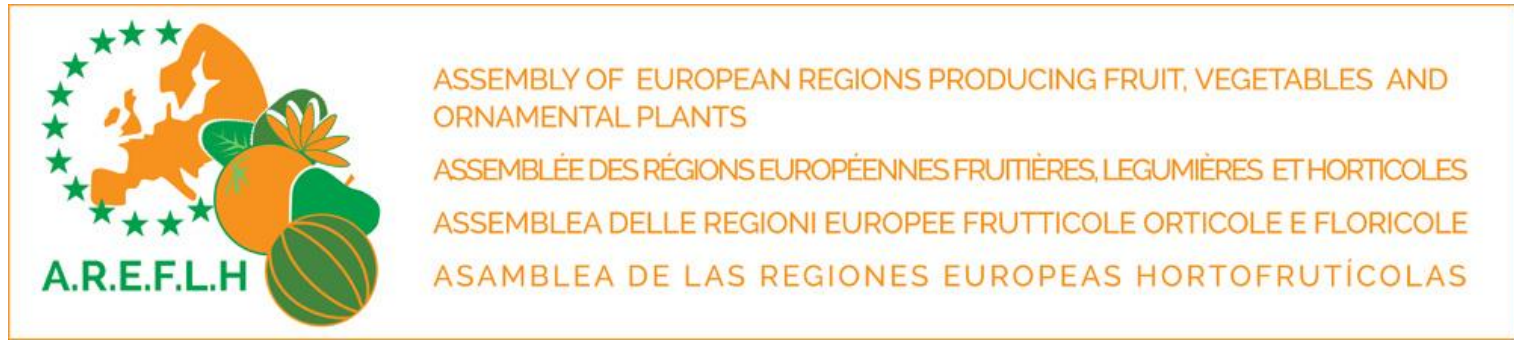 A.R.E.F.L.H
ASSEMBLY OF EUROPEAN REGIONS PRODUCING FRUIT, VEGETABLES AND
ORNAMENTAL PLANTS
ASSEMBLÉE DES RÉGIONS EUROPÉENNES FRUITIÈRES, LEGUMIÈRES ET HORTICOLES
ASSEMBLEA DELLE REGIONI EUROPEE FRUTTICOLE ORTICOLE E FLORICOLE
ASAMBLEA DE LAS REGIONES EUROPEAS HORTOFRUTÍCOLAS